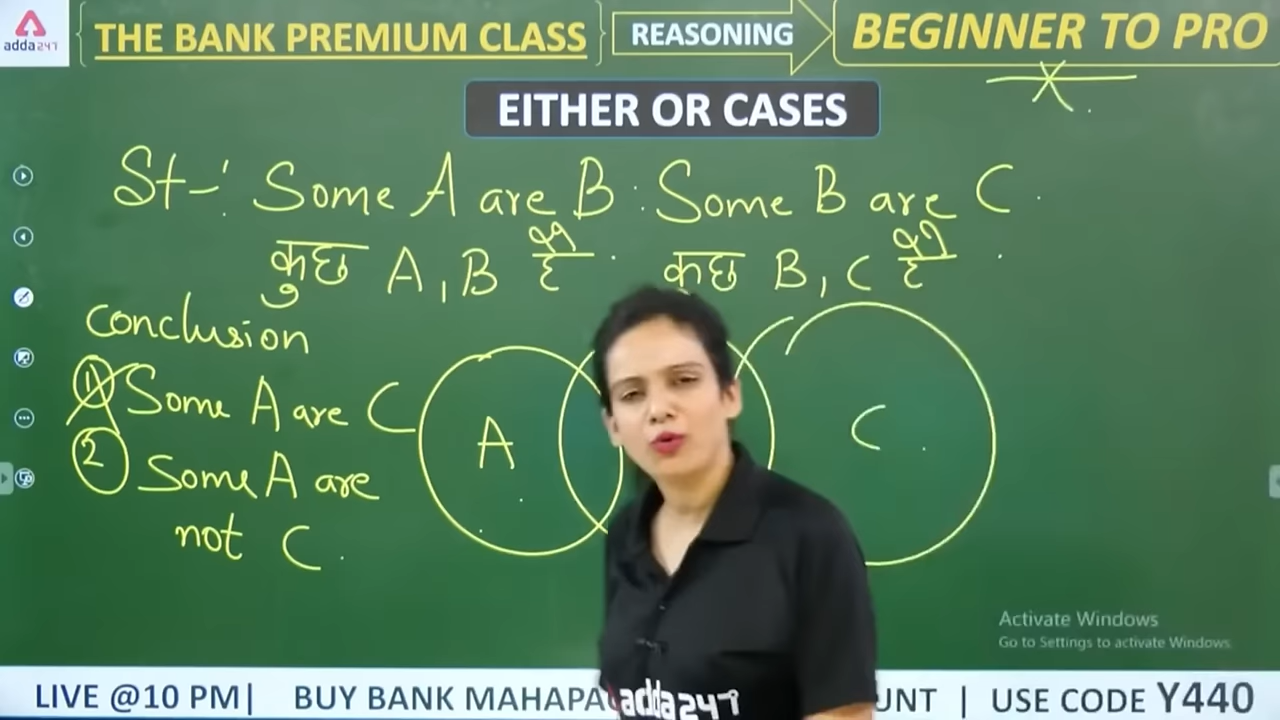 adda247
THE BANK PREMIUM CLASS
REASONING
BEGINNER TO PRO
EITHER OR CASES
St-: Some A are B : Some B are C.
कुछ A, B हैं. कुछ B, C हैं.
conclusion
① Some A are C
② Some A are
not C.
A
C
Activate Windows
Go to Settings to activate Windows.
adda247
LIVE @10 PM| BUY BANK MAHAPA UNT | USE CODE Y440